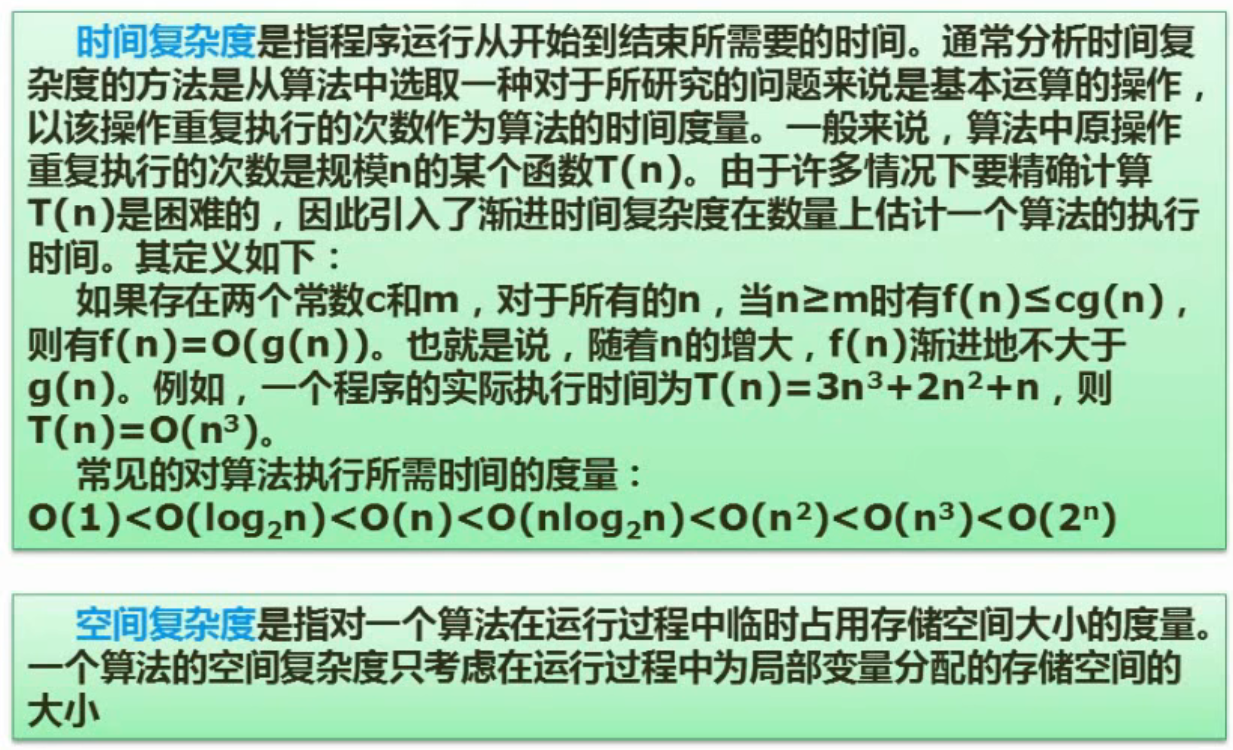 时间复杂度是指程序运行从开始到结束所需要的时间。通常分析时间复
杂度的方法是从算法中选取一种对于所研究的问题来说是基本运算的操作，
以该操作重复执行的次数作为算法的时间度量。一般来说，算法中原操作
重复执行的次数是规模n的某个函数T(n)。由于许多情况下要精确计算
T(n)是困难的，因此引入了渐进时间复杂度在数量上估计一个算法的执行
时间。其定义如下：
如果存在两个常数c和m，对于所有的n，当n≥m时有f(n)≤cg(n)，
则有f(n)=O(g(n))。也就是说，随着n的增大，f(n)渐进地不大于
g(n)。例如，一个程序的实际执行时间为T(n)=3n³+2n²+n，则
T(n)=O(n³)。
常见的对算法执行所需时间的度量：
O(1)<O(log₂n)<O(n)<O(nlog₂n)<O(n²)<O(n³)<O(2ⁿ)
空间复杂度是指对一个算法在运行过程中临时占用存储空间大小的度量。
一个算法的空间复杂度只考虑在运行过程中为局部变量分配的存储空间的
大小